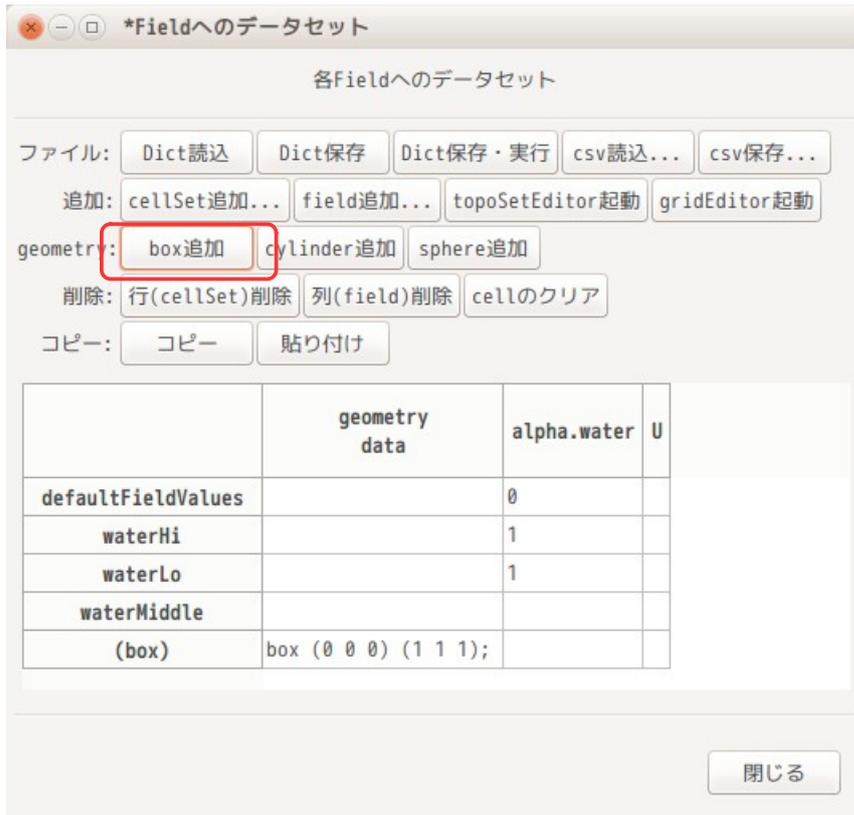 *Fieldへのデータセット
各Fieldへのデータセット
ファイル: Dict読込 Dict保存 Dict保存・実行 csv読込... csv保存...
追加: cellSet追加... field追加... topoSetEditor起動 gridEditor起動
geometry: box追加 cylinder追加 sphere追加
削除: 行(cellSet)削除 列(field)削除 cellのクリア
コピー: コピー 貼り付け
geometry
data alpha.water U
defaultFieldValues 0
waterHi 1
waterLo 1
waterMiddle
(box) box (0 0 0) (1 1 1);
閉じる